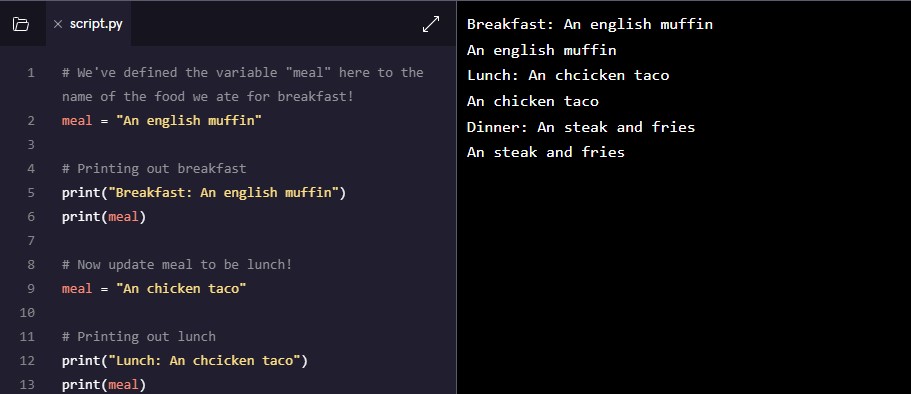 script.py
1 # We've defined the variable "meal" here to the
name of the food we ate for breakfast!
2 meal = "An english muffin"
3
4 # Printing out breakfast
5 print("Breakfast: An english muffin")
6 print(meal)
7
8 # Now update meal to be lunch!
9 meal = "An chicken taco"
10
11 # Printing out lunch
12 print("Lunch: An chcicken taco")
13 print(meal)
Breakfast: An english muffin
An english muffin
Lunch: An chcicken taco
An chicken taco
Dinner: An steak and fries
An steak and fries